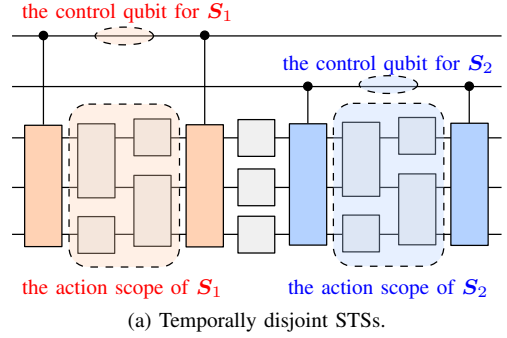 the control qubit for S₁
the control qubit for S₂
the action scope of S₁
the action scope of S₂
(a) Temporally disjoint STSs.